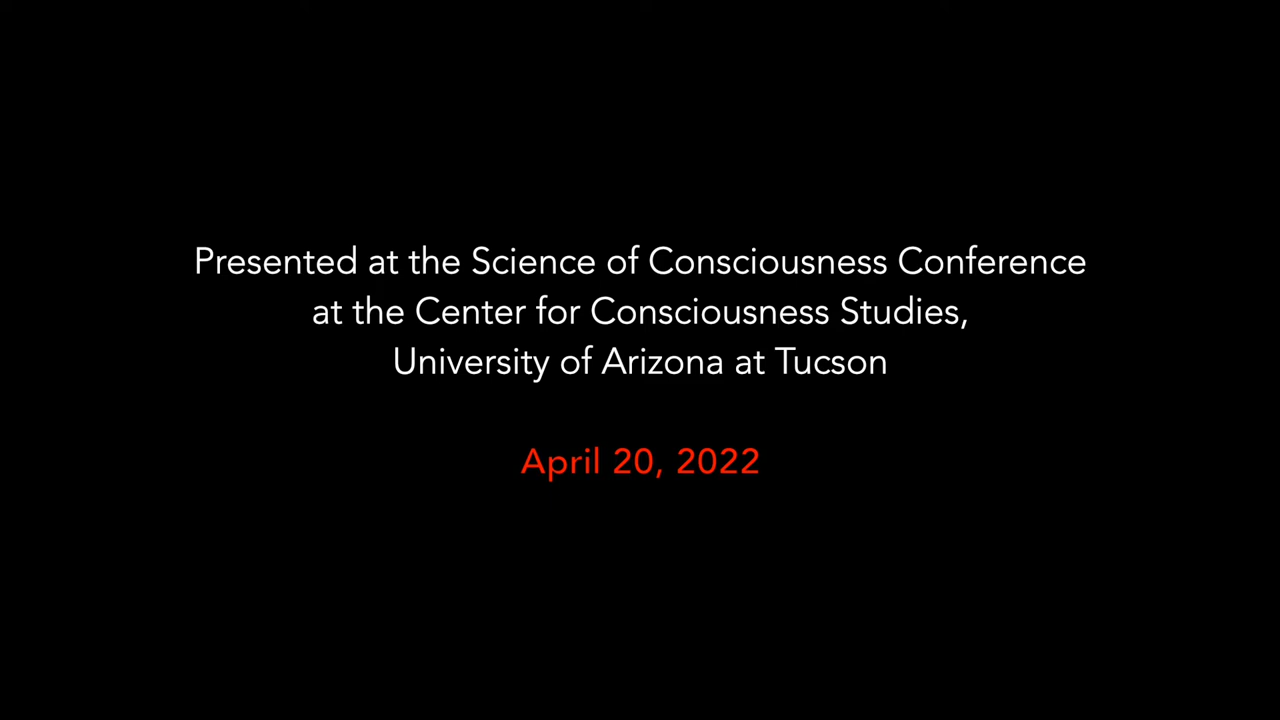 Presented at the Science of Consciousness Conference
at the Center for Consciousness Studies,
University of Arizona at Tucson
April 20, 2022